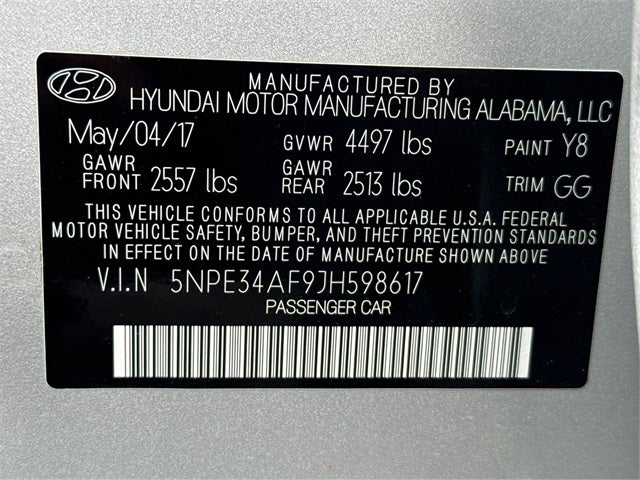 MANUFACTURED BY
HYUNDAI MOTOR MANUFACTURING ALABAMA, LLC
May/04/17 GVWR 4497 lbs PAINT Y8
GAWR FRONT 2557 lbs GAWR REAR 2513 lbs TRIM GG
THIS VEHICLE CONFORMS TO ALL APPLICABLE U.S.A. FEDERAL
MOTOR VEHICLE SAFETY, BUMPER, AND THEFT PREVENTION STANDARDS
IN EFFECT ON THE DATE OF MANUFACTURE SHOWN ABOVE
V.I.N 5NPE34AF9JH598617
PASSENGER CAR